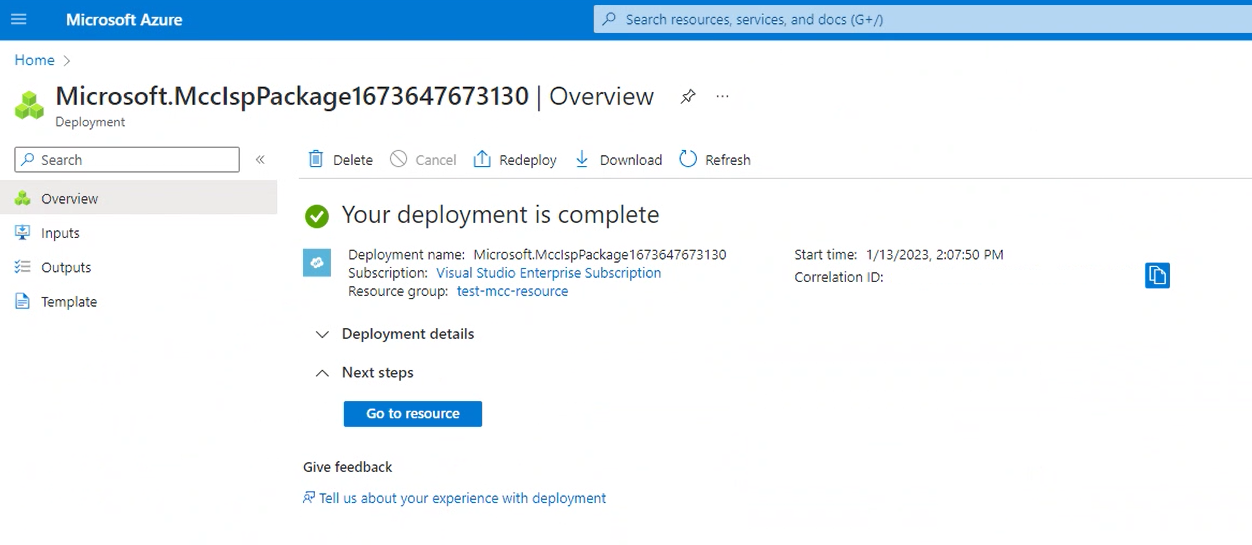 Microsoft Azure
Search resources, services, and docs (G+/)
Home
Microsoft.MccIspPackage1673647673130 | Overview
Deployment
Search
Delete Cancel Redeploy Download Refresh
Overview
Inputs
Outputs
Template
Your deployment is complete
Deployment name: Microsoft.MccIspPackage1673647673130
Subscription: Visual Studio Enterprise Subscription
Resource group: test-mcc-resource
Start time: 1/13/2023, 2:07:50 PM
Correlation ID:
Deployment details
Next steps
Go to resource
Give feedback
Tell us about your experience with deployment